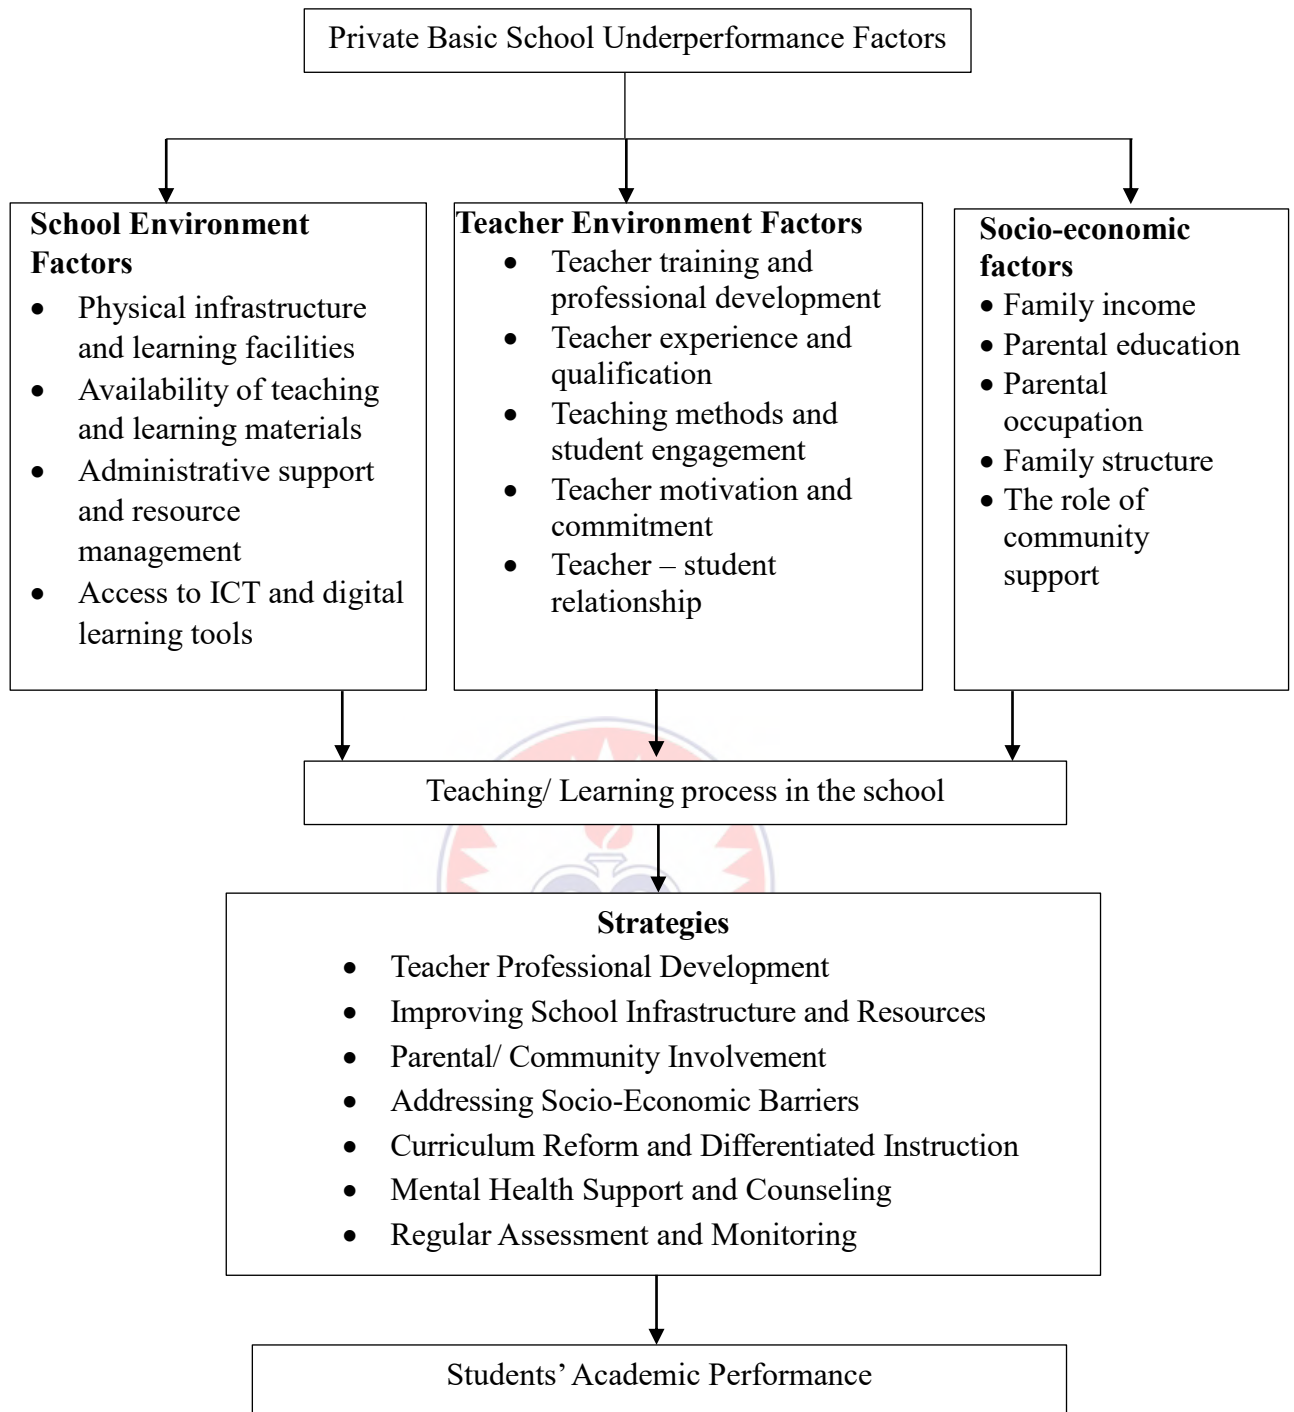 Private Basic School Underperformance Factors
School Environment
Factors
• Physical infrastructure
and learning facilities
• Availability of teaching
and learning materials
• Administrative support
and resource
management
• Access to ICT and digital
learning tools
Teacher Environment Factors
• Teacher training and
professional development
• Teacher experience and
qualification
• Teaching methods and
student engagement
• Teacher motivation and
commitment
• Teacher – student
relationship
Socio-economic
factors
• Family income
• Parental education
• Parental
occupation
• Family structure
• The role of
community
support
Teaching/ Learning process in the school
Strategies
• Teacher Professional Development
• Improving School Infrastructure and Resources
• Parental/ Community Involvement
• Addressing Socio-Economic Barriers
• Curriculum Reform and Differentiated Instruction
• Mental Health Support and Counseling
• Regular Assessment and Monitoring
Students’ Academic Performance